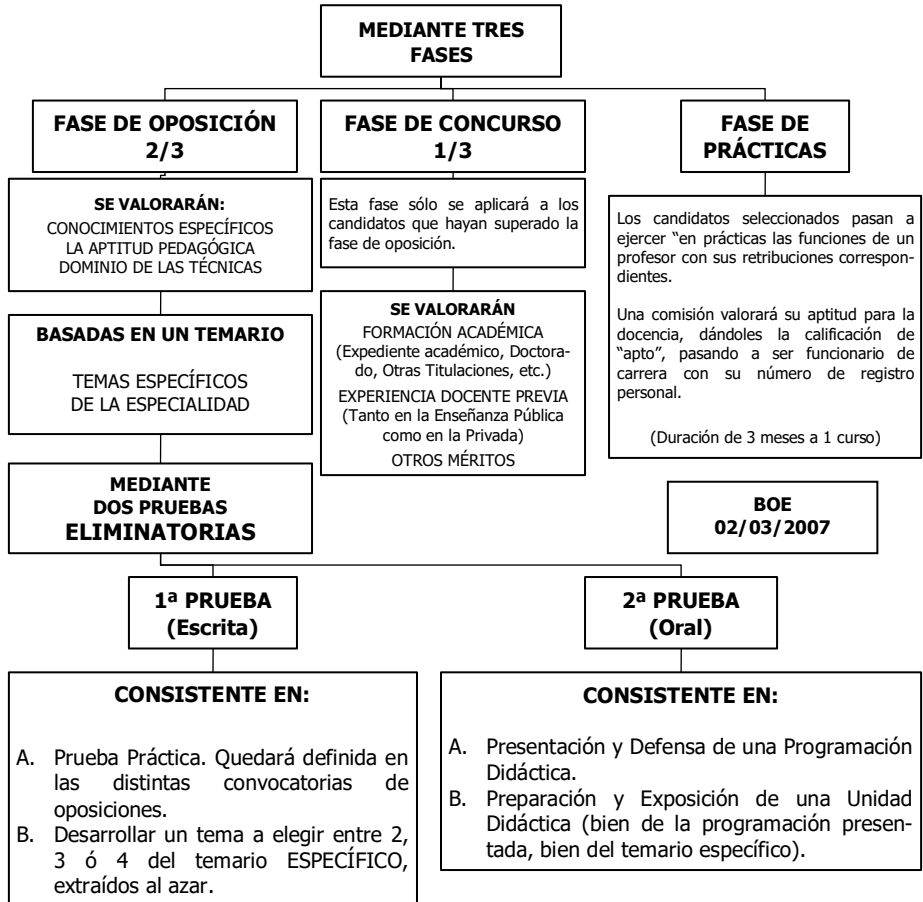 MEDIANTE TRES
FASES
FASE DE OPOSICIÓN
2/3
SE VALORARÁN:
CONOCIMIENTOS ESPECÍFICOS
LA APTITUD PEDAGÓGICA
DOMINIO DE LAS TÉCNICAS
BASADAS EN UN TEMARIO
TEMAS ESPECÍFICOS
DE LA ESPECIALIDAD
MEDIANTE
DOS PRUEBAS
ELIMINATORIAS
FASE DE CONCURSO
1/3
Esta fase sólo se aplicará a los
candidatos que hayan superado la
fase de oposición.
SE VALORARÁN
FORMACIÓN ACADÉMICA
(Expediente académico, Doctora-
do, Otras Titulaciones, etc.)
EXPERIENCIA DOCENTE PREVIA
(Tanto en la Enseñanza Pública
como en la Privada)
OTROS MÉRITOS
FASE DE
PRÁCTICAS
Los candidatos seleccionados pasan a
ejercer “en prácticas las funciones de un
profesor con sus retribuciones correspon-
dientes.
Una comisión valorará su aptitud para la
docencia, dándoles la calificación de
“apto”, pasando a ser funcionario de
carrera con su número de registro
personal.
(Duración de 3 meses a 1 curso)
BOE
02/03/2007
1ª PRUEBA
(Escrita)
CONSISTENTE EN:
A. Prueba Práctica. Quedará definida en
las distintas convocatorias de
oposiciones.
B. Desarrollar un tema a elegir entre 2,
3 ó 4 del temario ESPECÍFICO,
extraídos al azar.
2ª PRUEBA
(Oral)
CONSISTENTE EN:
A. Presentación y Defensa de una Programación
Didáctica.
B. Preparación y Exposición de una Unidad
Didáctica (bien de la programación presen-
tada, bien del temario específico).